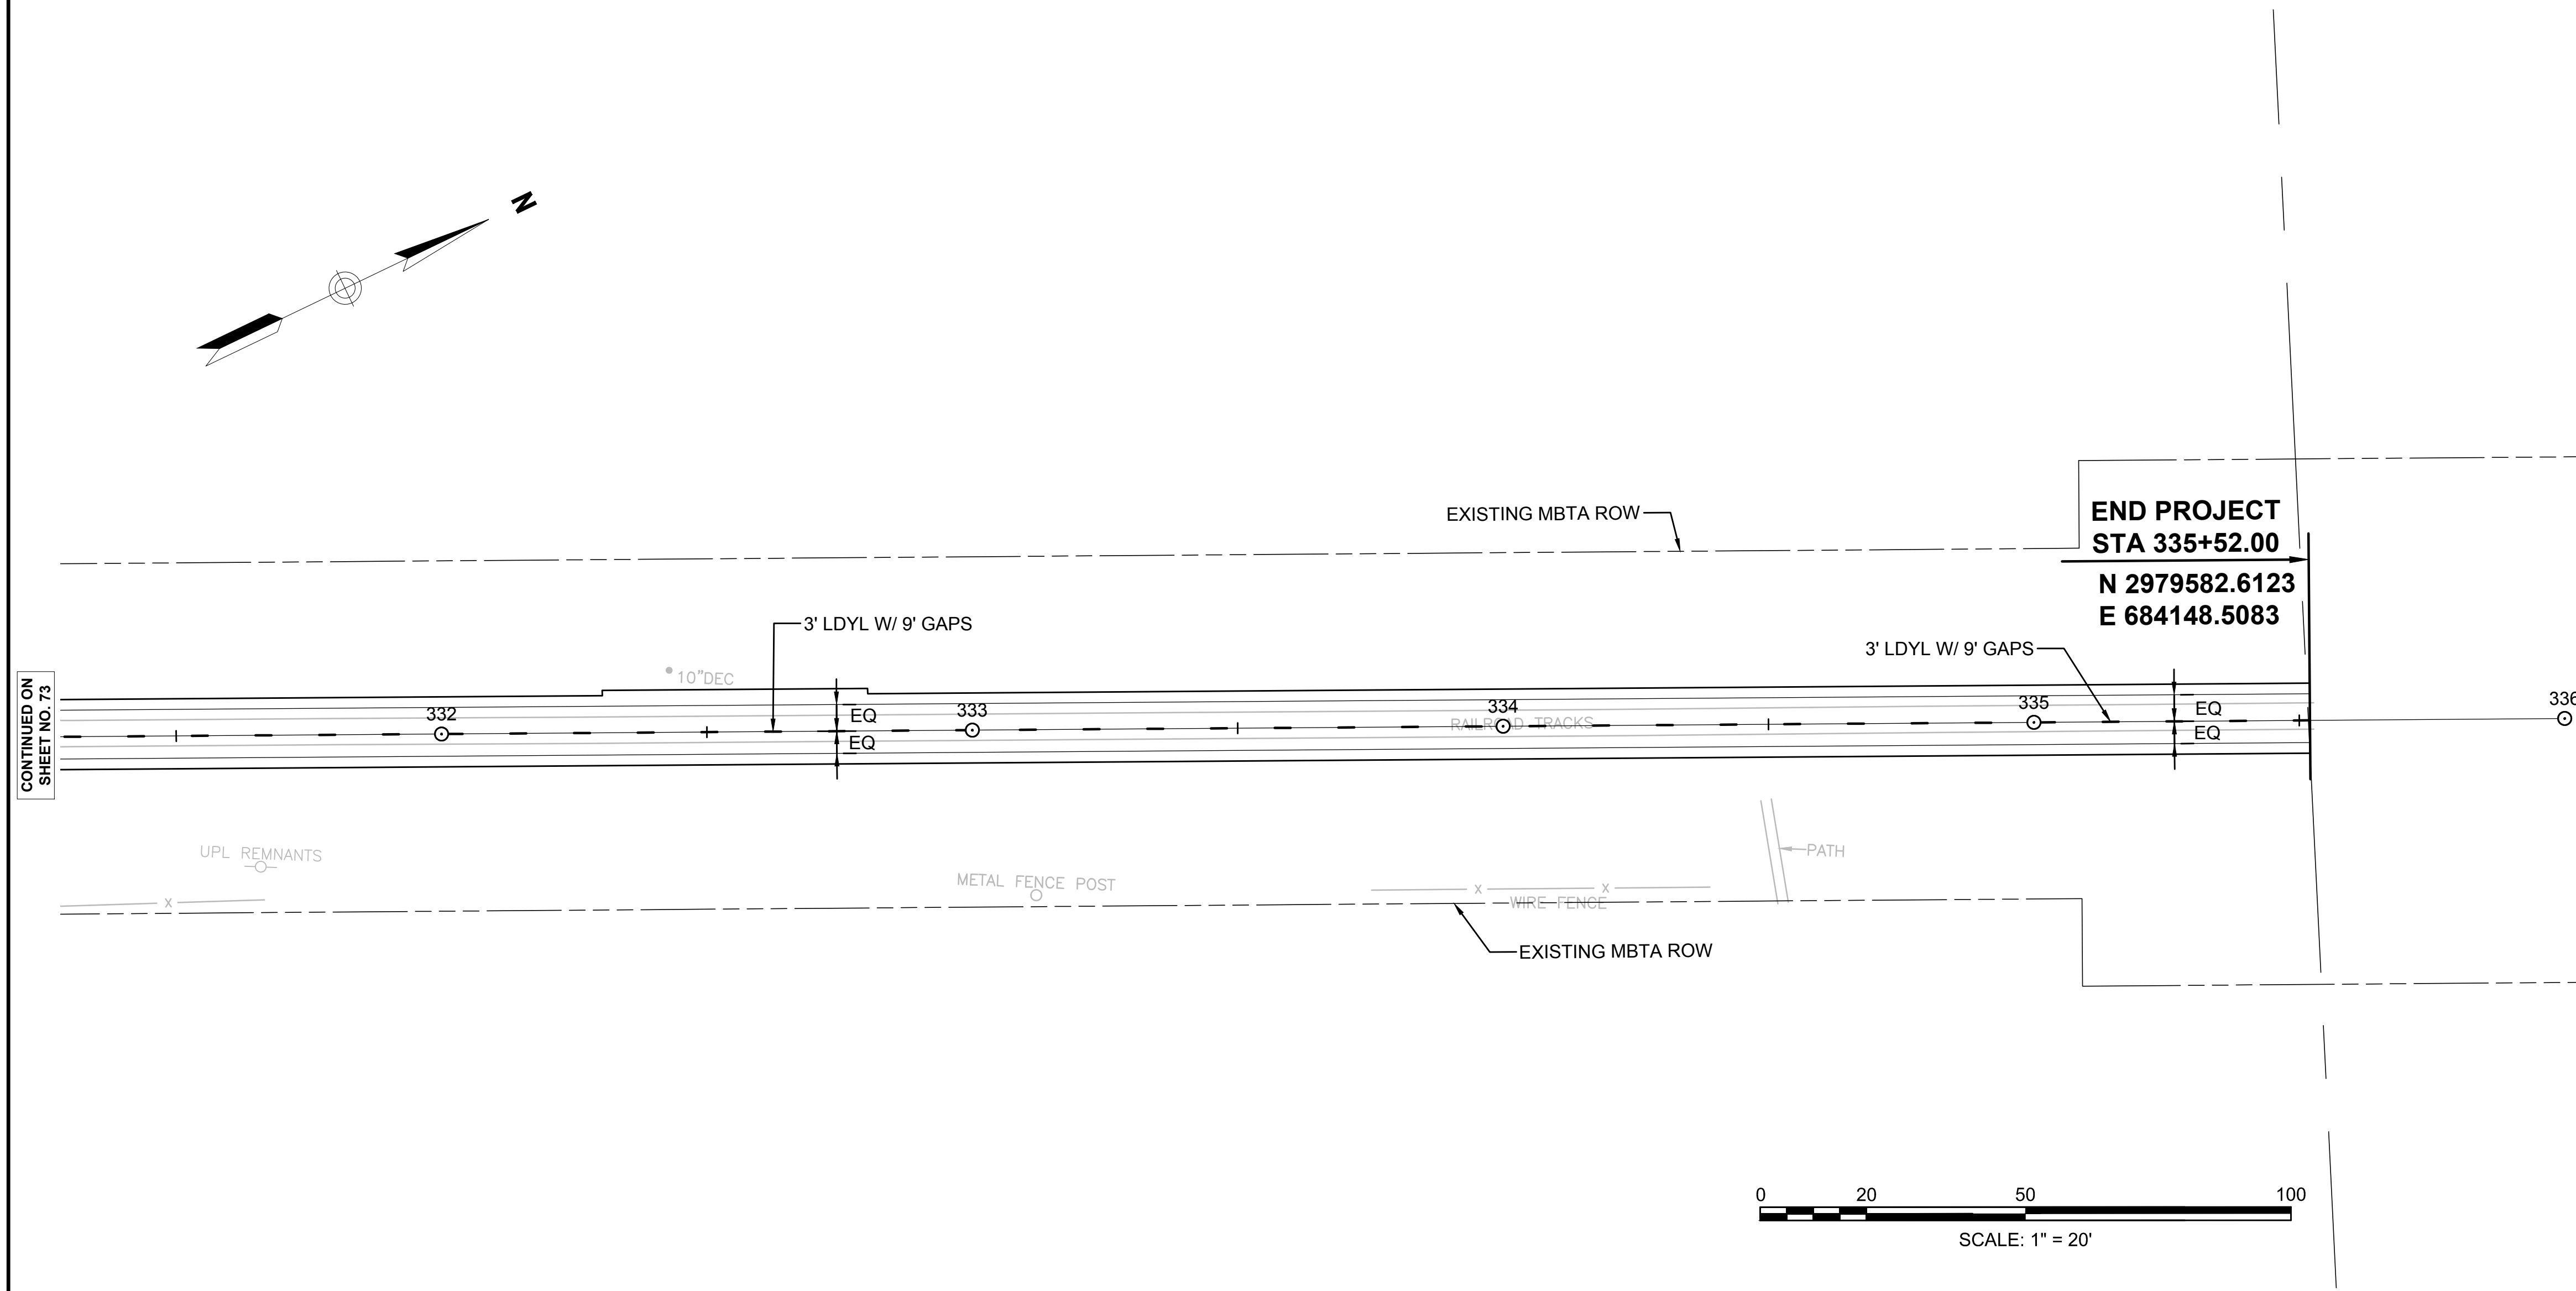 N
EXISTING MBTA ROW
END PROJECT
STA 335+52.00
N 2979582.6123
E 684148.5083
3' LDYL W/ 9' GAPS
3' LDYL W/ 9' GAPS
10"DEC
CONTINUED ON
SHEET NO. 73
332
EQ
EQ
333
334
RAILROAD TRACKS
335
EQ
EQ
336
UPL REMNANTS
METAL FENCE POST
PATH
X
X
X
WIRE FENCE
EXISTING MBTA ROW
0 20 50 100
SCALE: 1" = 20'